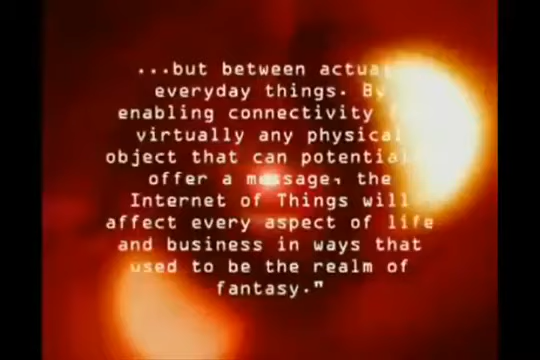 ...but between actual
everyday things. By
enabling connectivity
virtually any physical
object that can potentially
offer a message, the
Internet of Things will
affect every aspect of life
and business in ways that
used to be the realm of
fantasy."